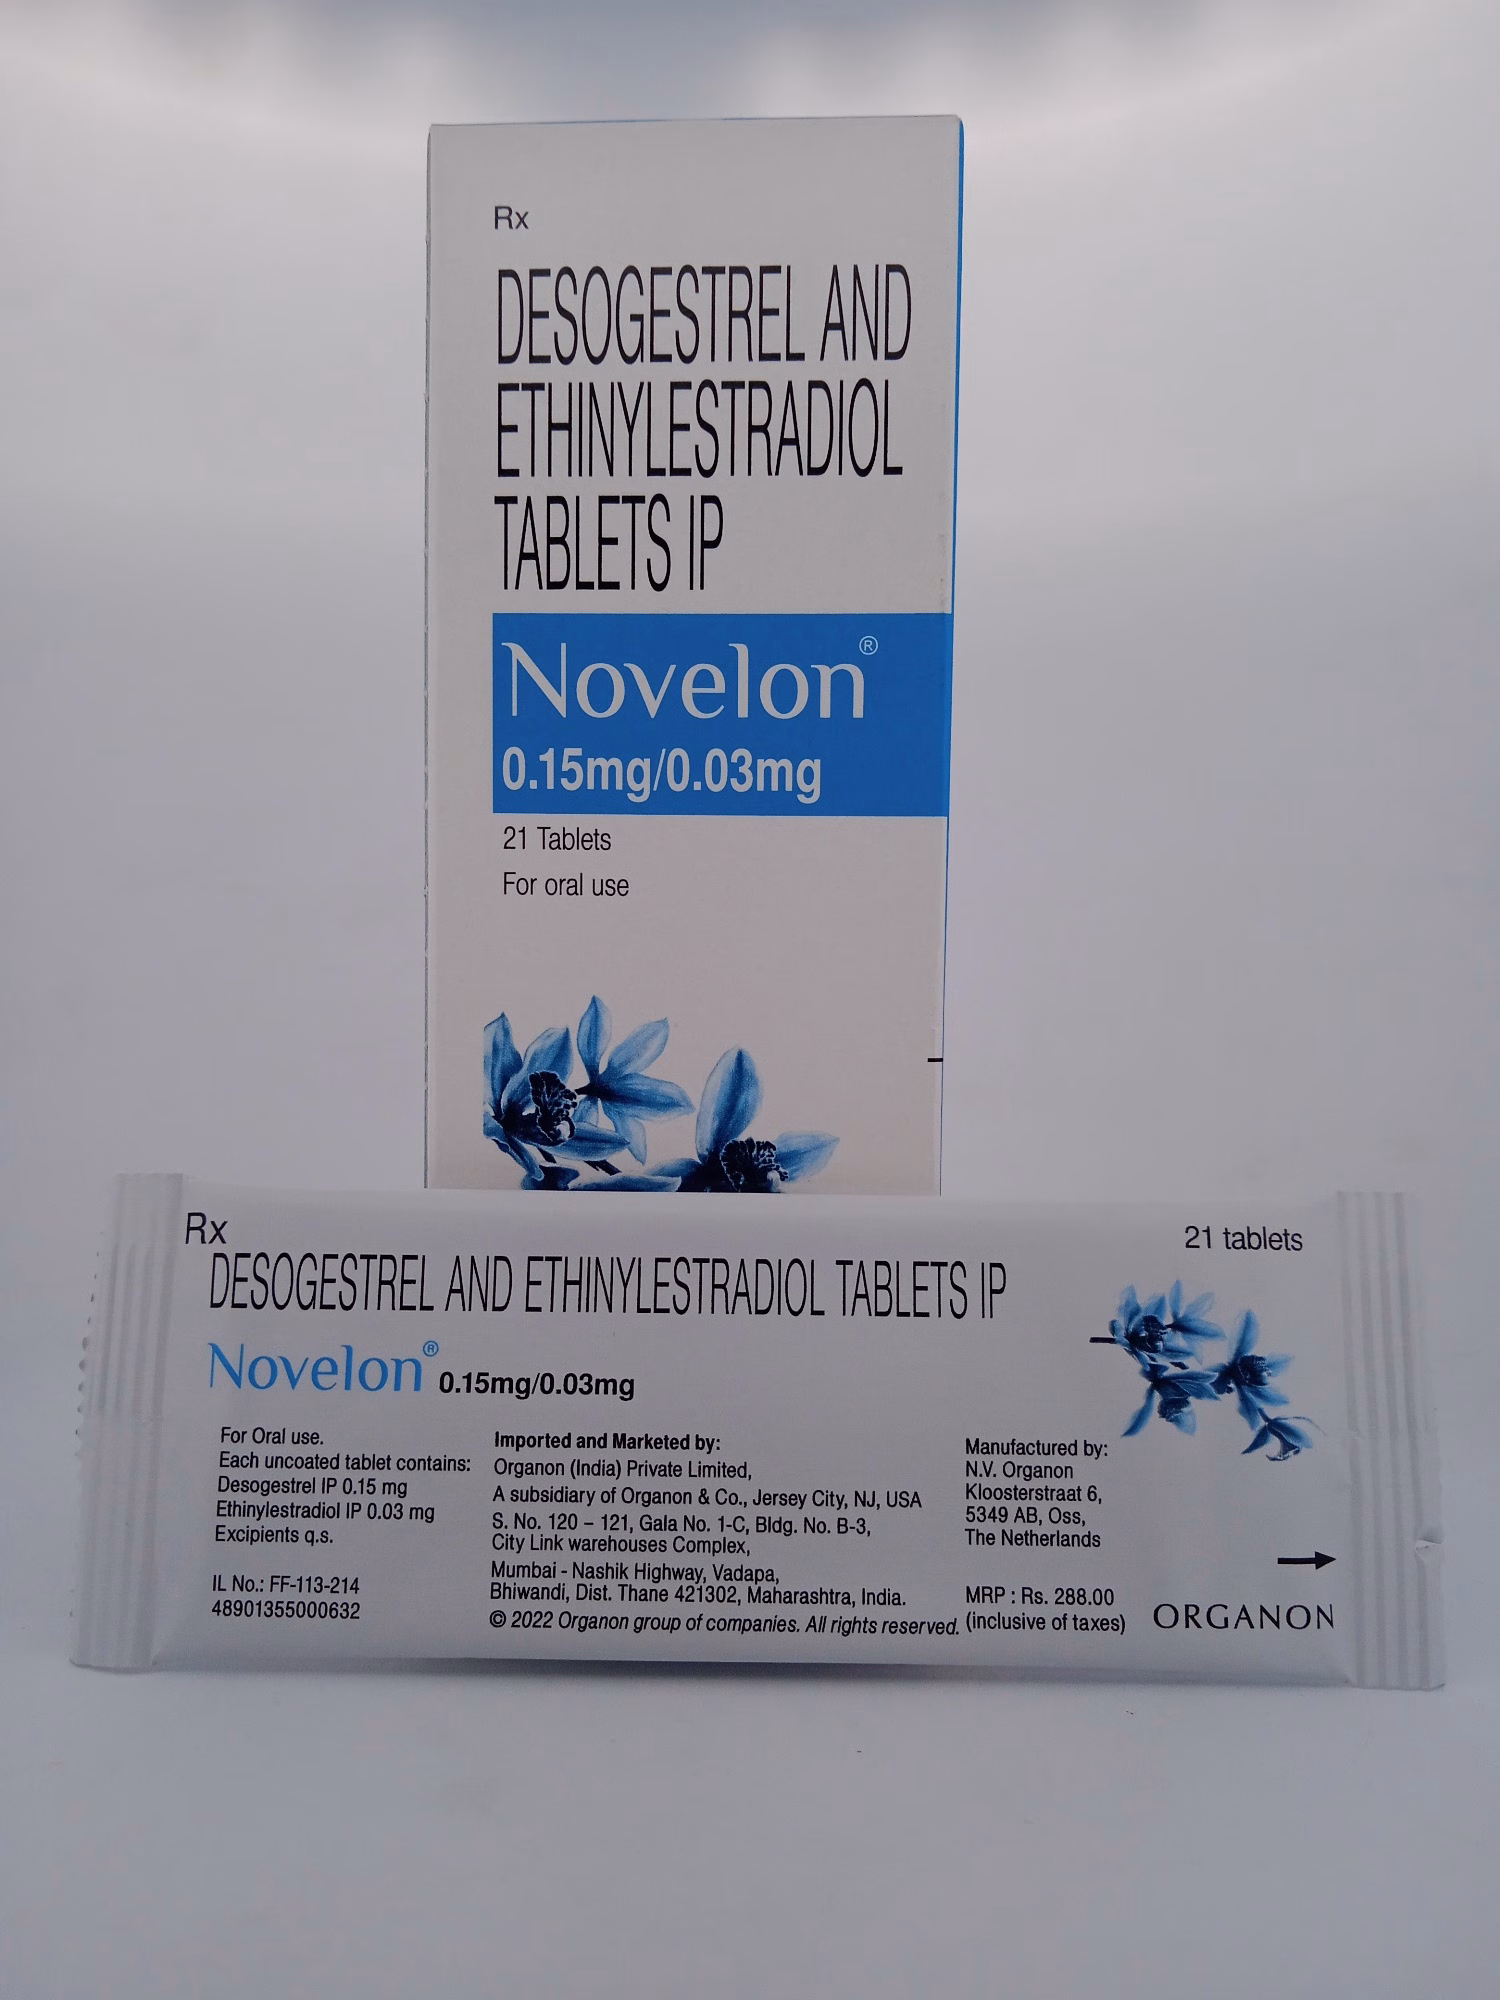 Rx
DESOGESTREL AND
ETHINYLESTRADIOL
TABLETS IP
Novelon®
0.15mg/0.03mg
21 Tablets
For oral use
Rx
21 tablets
DESOGESTREL AND ETHINYLESTRADIOL TABLETS IP
Novelon® 0.15mg/0.03mg
For Oral use.
Each uncoated tablet contains:
Desogestrel IP 0.15 mg
Ethinylestradiol IP 0.03 mg
Excipients q.s.
IL No.: FF-113-214
48901355000632
Imported and Marketed by:
Organon (India) Private Limited,
A subsidiary of Organon & Co., Jersey City, NJ, USA
S. No. 120 – 121, Gala No. 1-C, Bldg. No. B-3,
City Link warehouses Complex,
Mumbai - Nashik Highway, Vadapa,
Bhiwandi, Dist. Thane 421302, Maharashtra, India.
© 2022 Organon group of companies. All rights reserved.
Manufactured by:
N.V. Organon
Kloosterstraat 6,
5349 AB, Oss,
The Netherlands
MRP : Rs. 288.00
(inclusive of taxes)
ORGANON